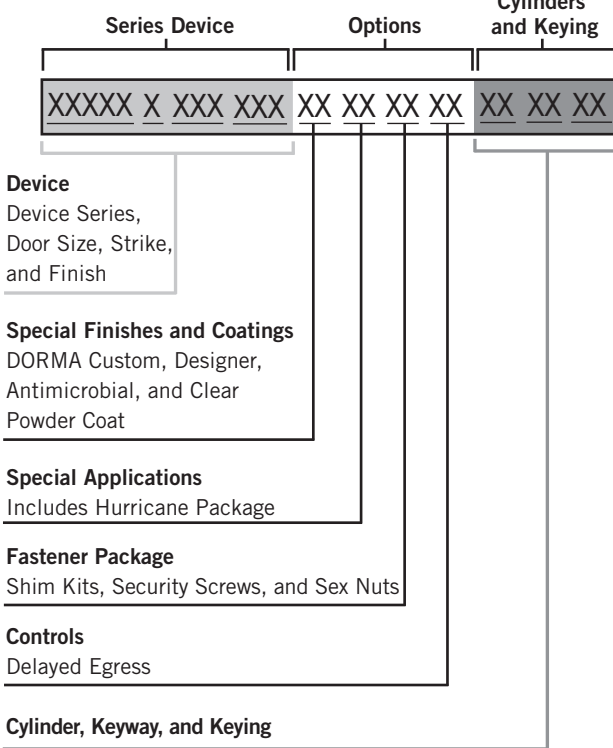 Cylinders
Series Device Options and Keying
XXXXX X XXX XXX XX XX XX XX XX XX XX
Device
Device Series,
Door Size, Strike,
and Finish
Special Finishes and Coatings
DORMA Custom, Designer,
Antimicrobial, and Clear
Powder Coat
Special Applications
Includes Hurricane Package
Fastener Package
Shim Kits, Security Screws, and Sex Nuts
Controls
Delayed Egress
Cylinder, Keyway, and Keying